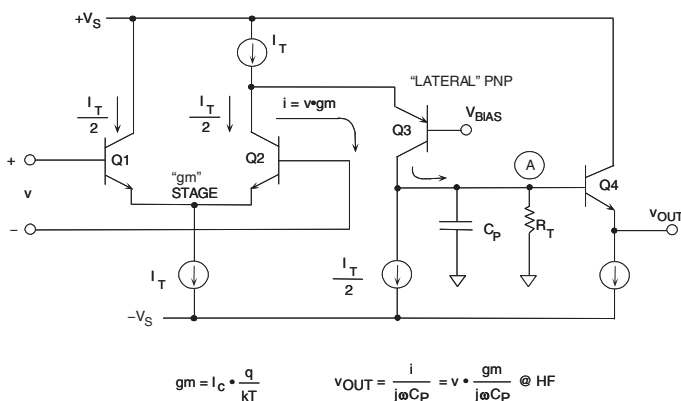 +VS
IT
"LATERAL" PNP
IT
2
IT
2
i = v•gm
VBIAS
Q3
+
Q1
Q2
A
Q4
v
"gm"
STAGE
−
CP
RT
vOUT
IT
IT
2
−VS
gm = Ic • q
kT
vOUT = i
jωCP
= v • gm
jωCP
@ HF